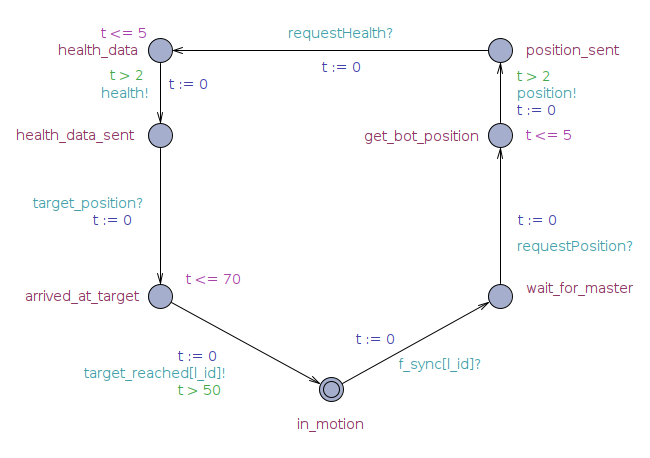 t <= 5
health_data
requestHealth?
position_sent
t := 0
t > 2
health!
t := 0
t > 2
position!
t := 0
health_data_sent
get_bot_position
t <= 5
target_position?
t := 0
t := 0
requestPosition?
t <= 70
arrived_at_target
wait_for_master
t := 0
t := 0
target_reached[l_id]!
t > 50
f_sync[l_id]?
in_motion